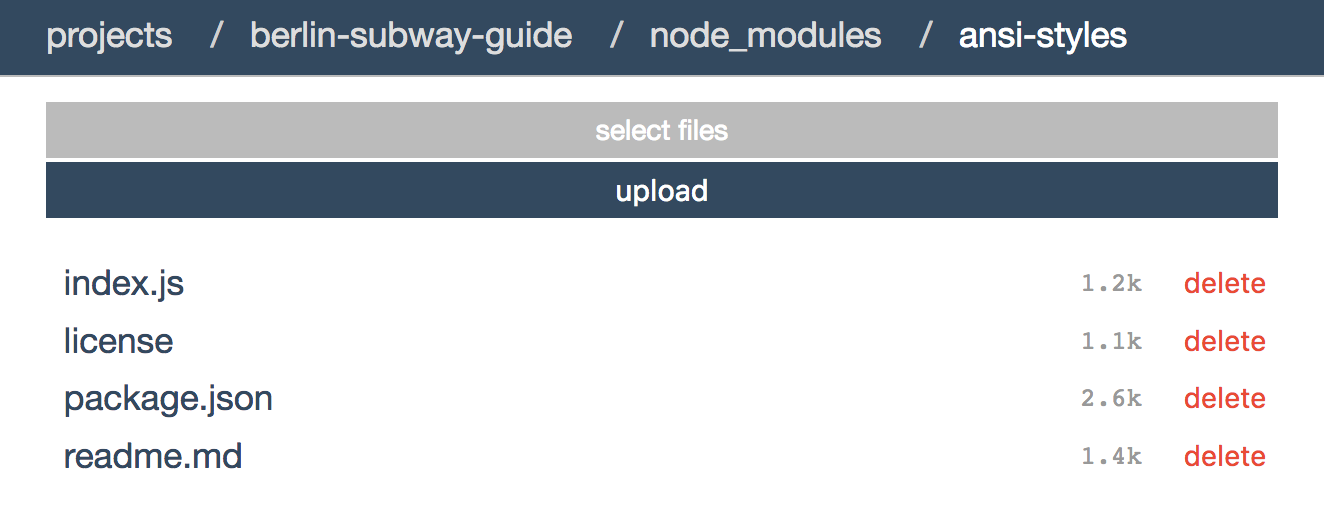 projects / berlin-subway-guide / node_modules / ansi-styles
select files
upload
index.js 1.2k delete
license 1.1k delete
package.json 2.6k delete
readme.md 1.4k delete